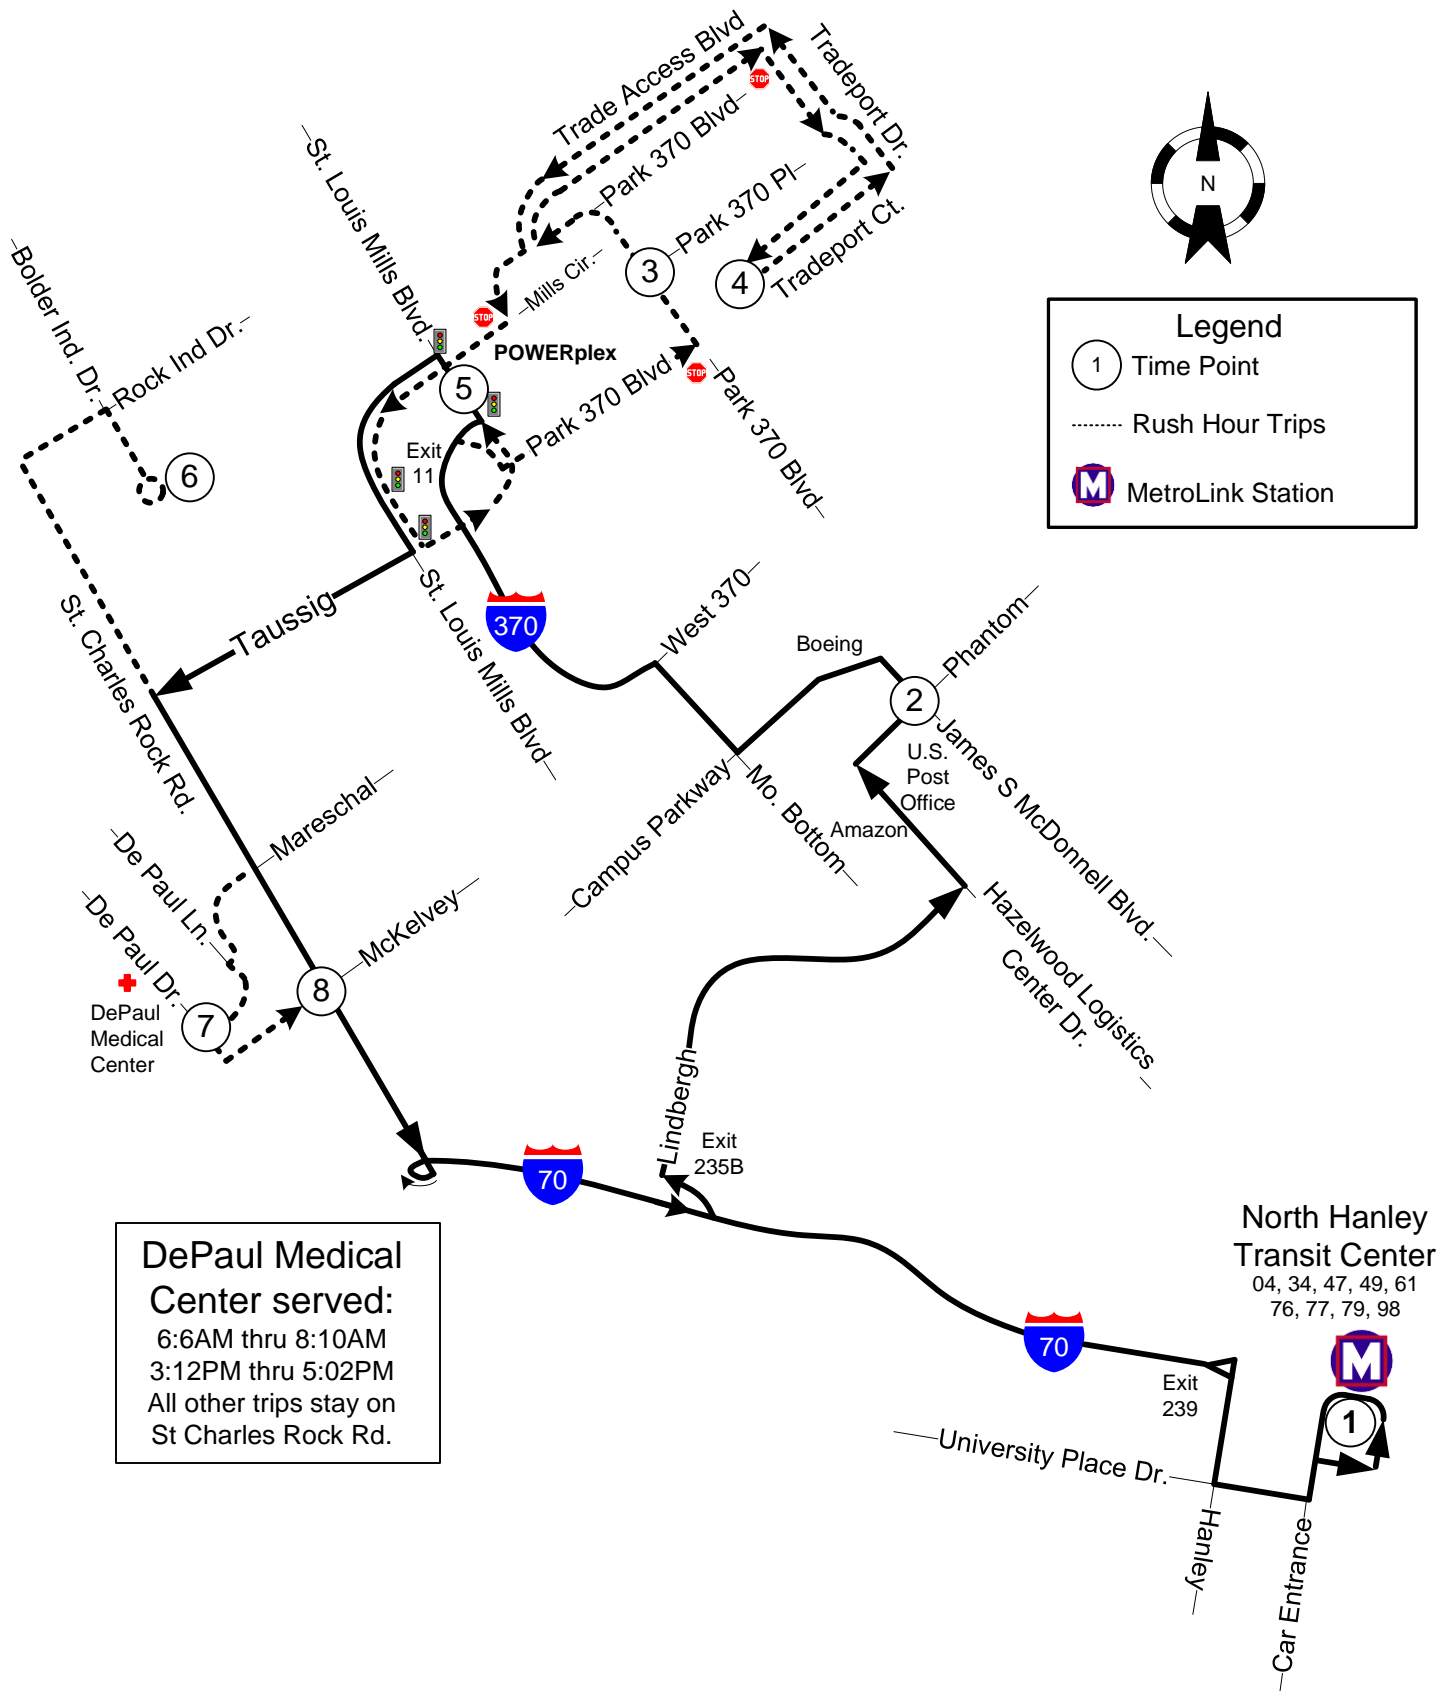 Trade Access Blvd
Tradeport Dr.
STOP
Park 370 Blvd
St. Louis Mills Blvd.
Park 370 Pl
N
Tradeport Ct.
Bolder Ind. Dr.
3
4
Mills Cir.
STOP
Rock Ind Dr.
POWERplex
5
Park 370 Blvd
STOP
Park 370 Blvd
Legend
1 Time Point
Rush Hour Trips
M MetroLink Station
Exit
11
6
St. Charles Rock Rd.
Taussig
St. Louis Mills Blvd
370
West 370
Boeing
Phantom
2
James S McDonnell Blvd.
U.S.
Post
Office
Amazon
Campus Parkway
Mo. Bottom
Mareschal
De Paul Ln.
De Paul Dr.
McKelvey
Hazelwood Logistics
Center Dr.
8
7
DePaul
Medical
Center
Lindbergh
Exit
235B
70
DePaul Medical
Center served:
6:6AM thru 8:10AM
3:12PM thru 5:02PM
All other trips stay on
St Charles Rock Rd.
North Hanley
Transit Center
04, 34, 47, 49, 61
76, 77, 79, 98
M
70
Exit
239
1
University Place Dr.
Hanley
Car Entrance